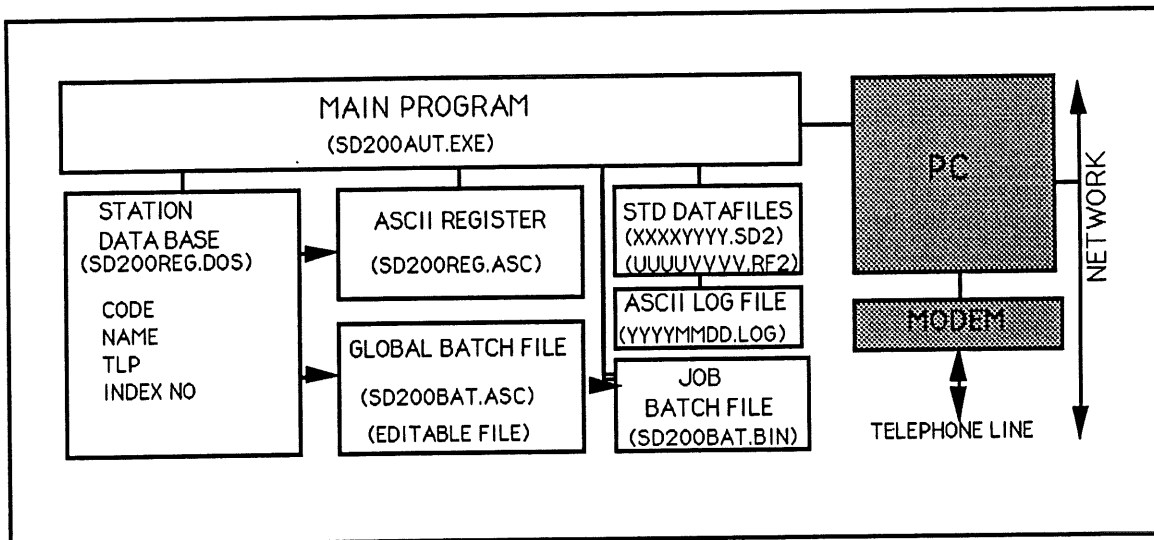 MAIN PROGRAM
(SD200AUT.EXE)
STATION
DATA BASE
(SD200REG.DOS)
CODE
NAME
TLP
INDEX NO
ASCII REGISTER
(SD200REG.ASC)
GLOBAL BATCH FILE
(SD200BAT.ASC)
(EDITABLE FILE)
STD DATAFILES
(XXXXYYYY.SD2)
(UUUUVVVV.RF2)
ASCII LOG FILE
(YYYYMMDD.LOG)
JOB
BATCH FILE
(SD200BAT.BIN)
PC
MODEM
TELEPHONE LINE
NETWORK